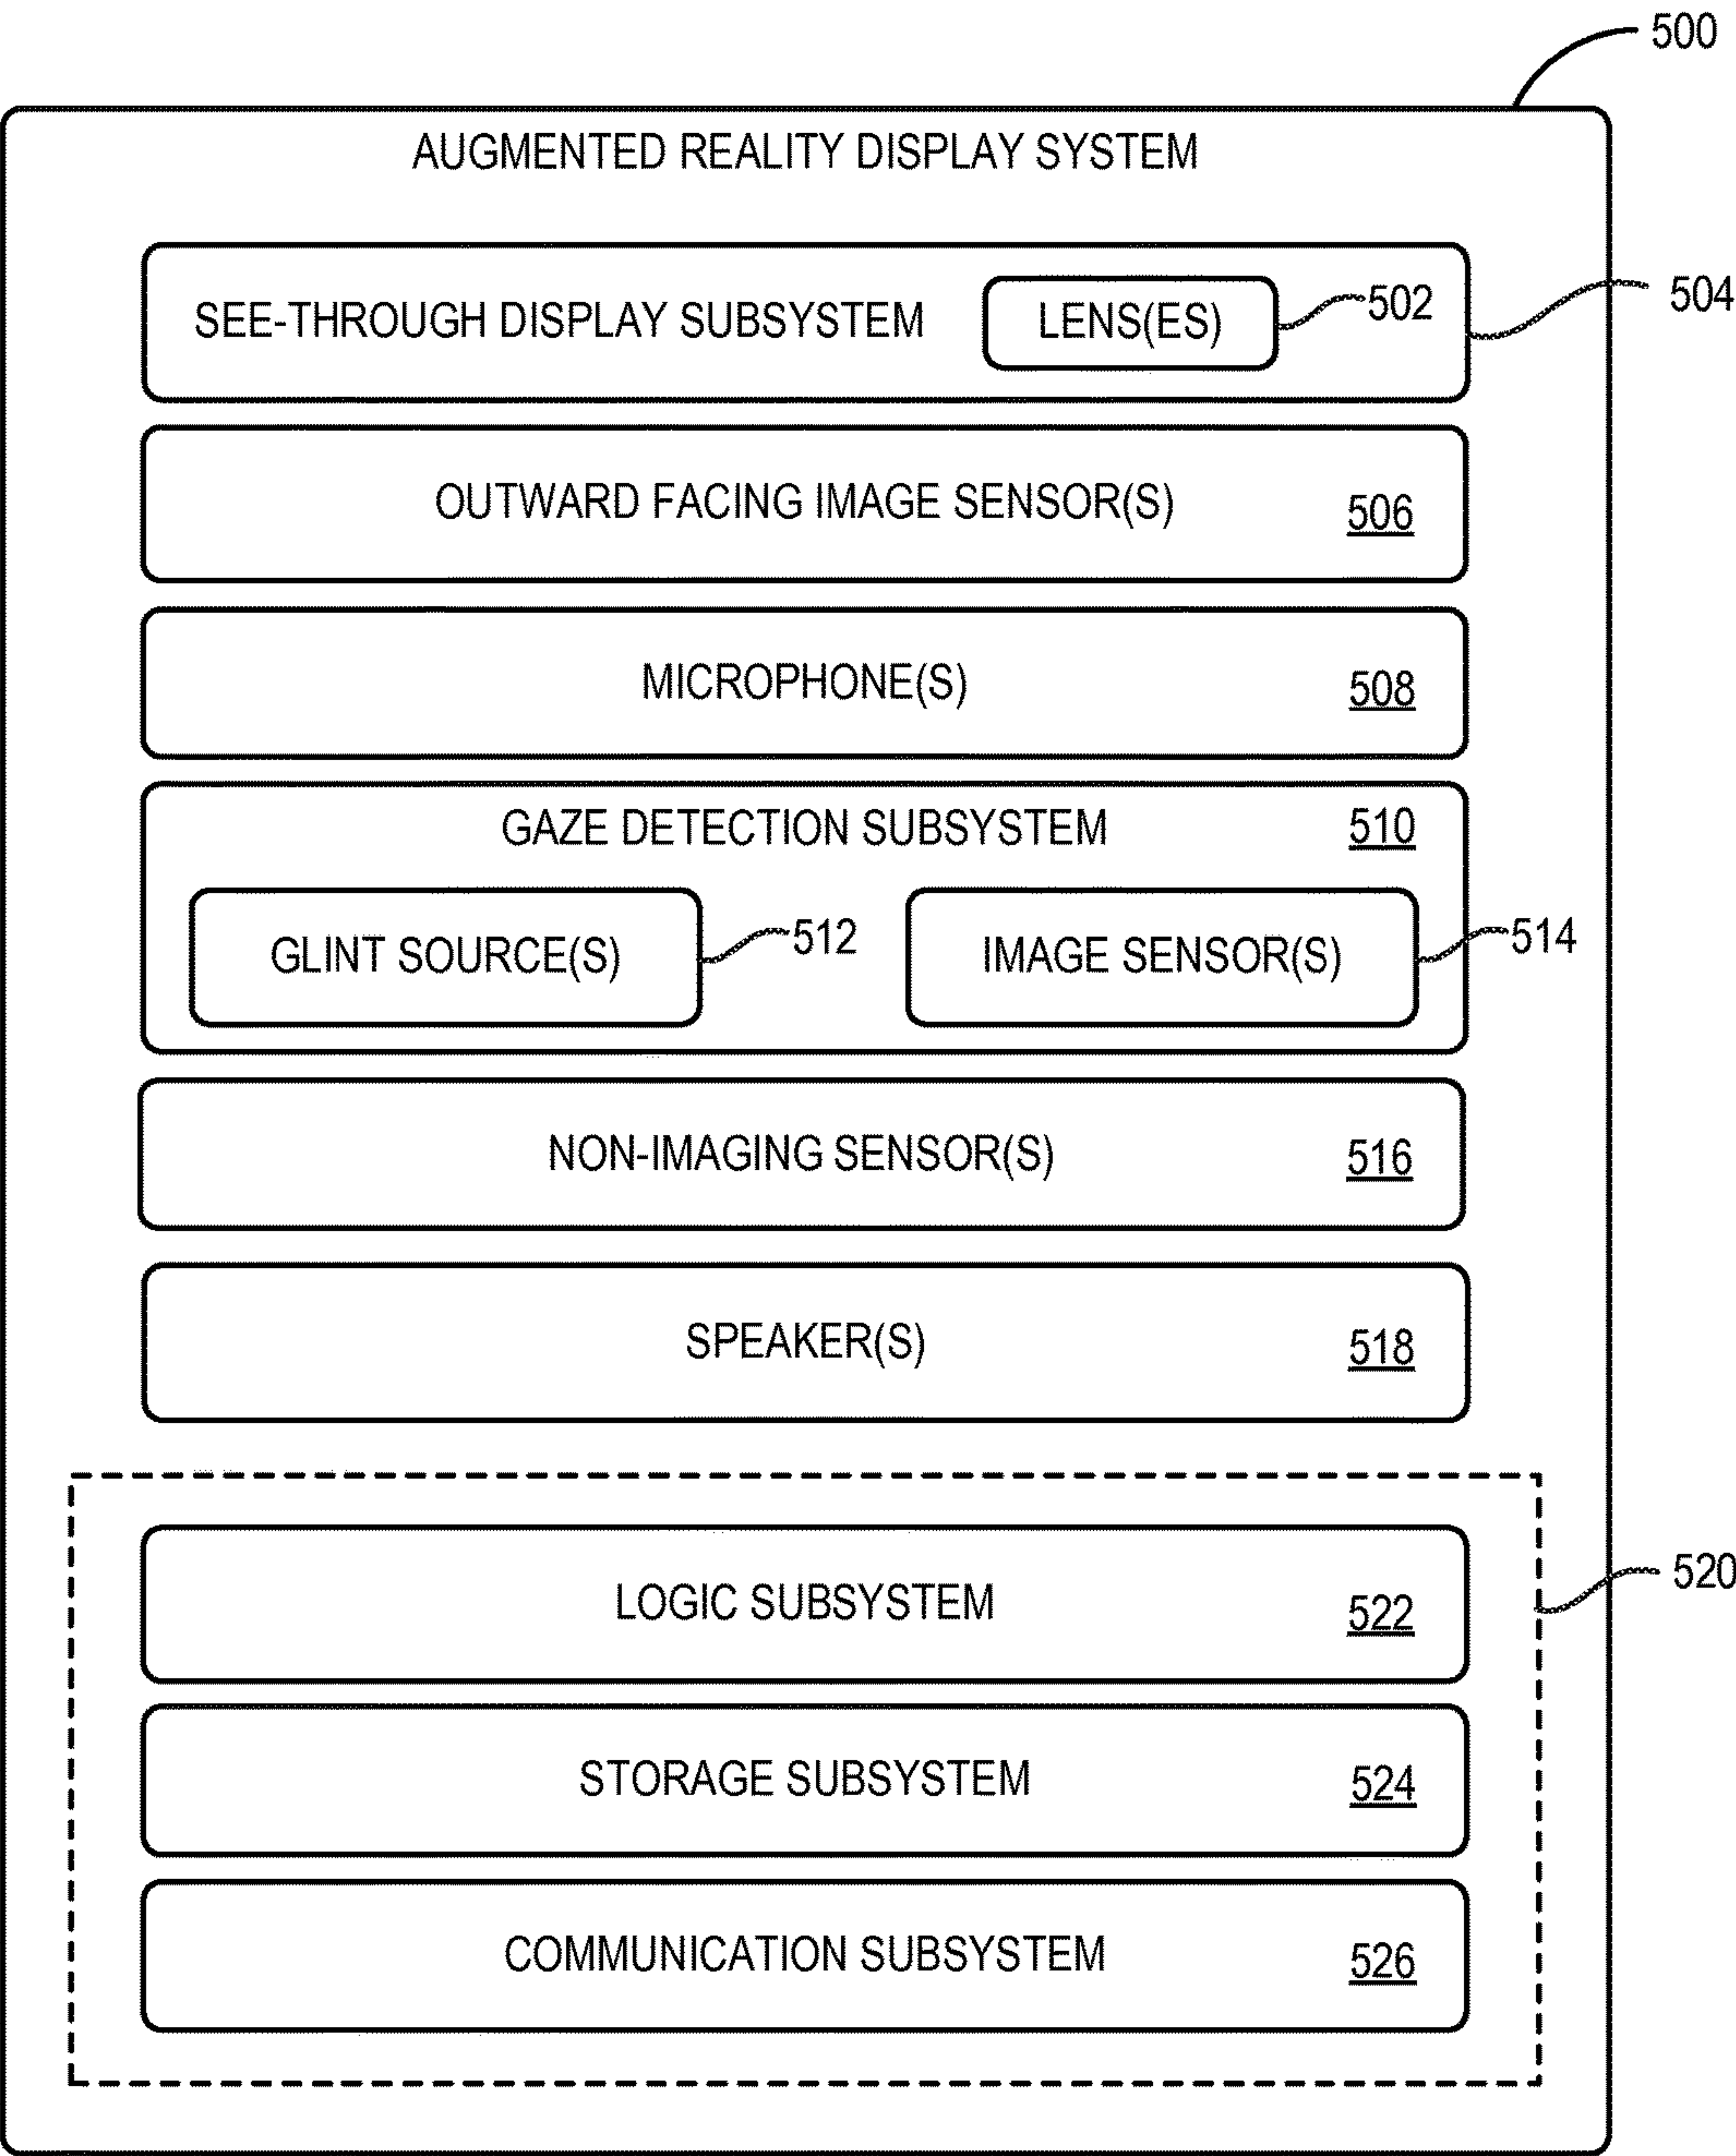 500
AUGMENTED REALITY DISPLAY SYSTEM
SEE-THROUGH DISPLAY SUBSYSTEM
LENS(ES)
502
504
OUTWARD FACING IMAGE SENSOR(S)
506
MICROPHONE(S)
508
GAZE DETECTION SUBSYSTEM
510
GLINT SOURCE(S)
512
IMAGE SENSOR(S)
514
NON-IMAGING SENSOR(S)
516
SPEAKER(S)
518
520
LOGIC SUBSYSTEM
522
STORAGE SUBSYSTEM
524
COMMUNICATION SUBSYSTEM
526